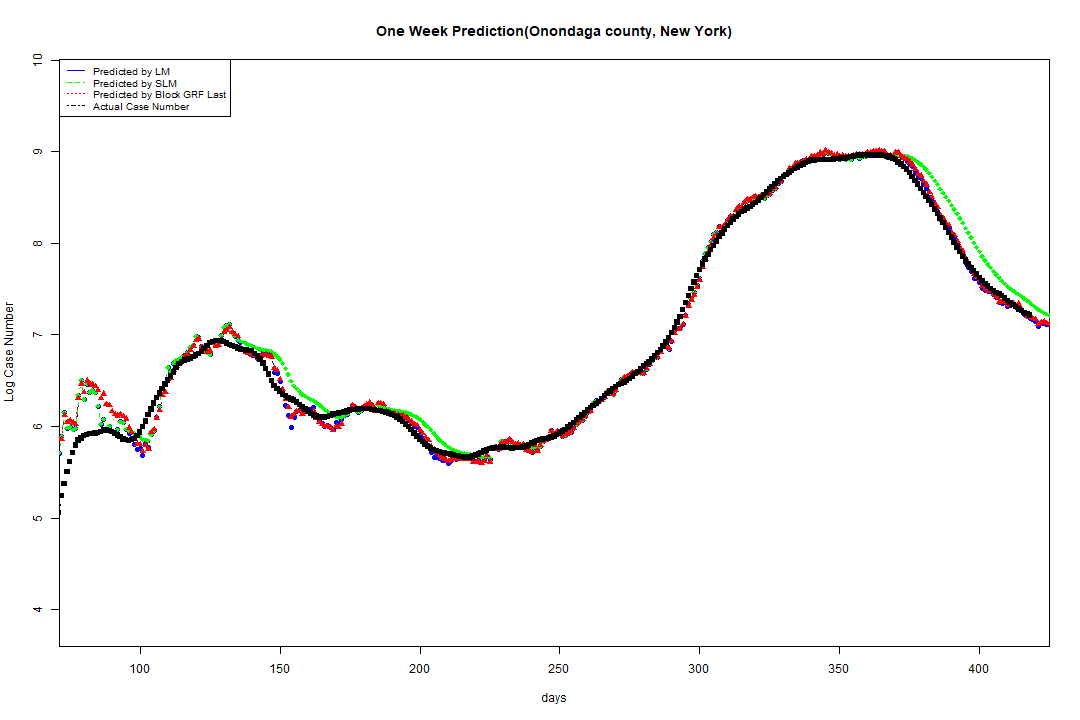 One Week Prediction(Onondaga county, New York)
Predicted by LM
Predicted by SLM
Predicted by Block GRF Last
Actual Case Number
10
9
8
7
6
5
4
Log Case Number
100 150 200 250 300 350 400
days